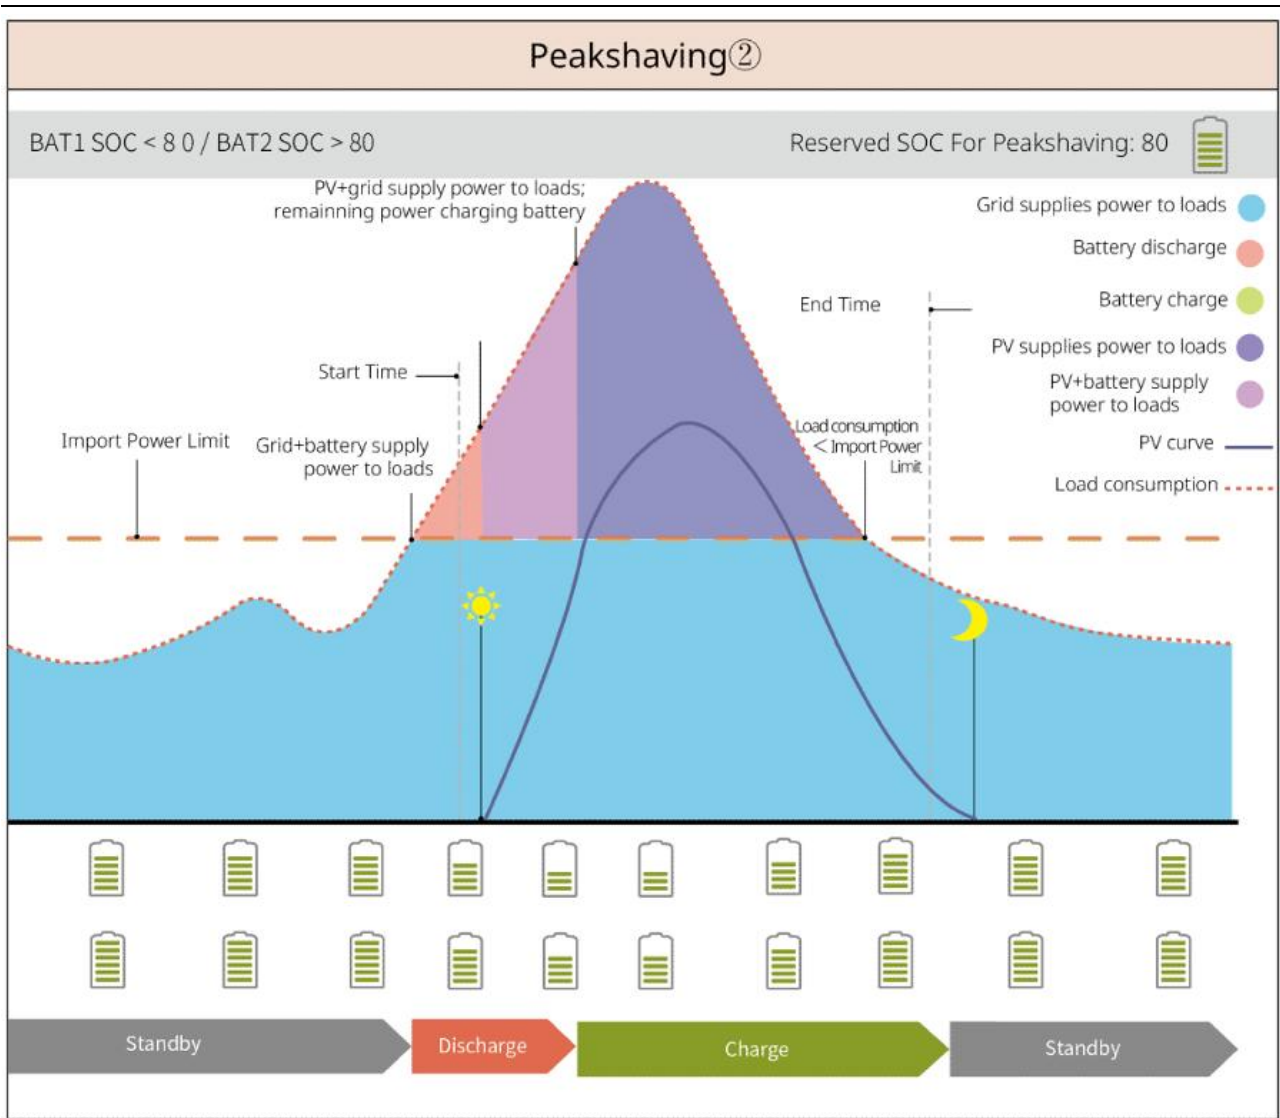 Peakshaving②
BAT1 SOC < 8 0 / BAT2 SOC > 80
Reserved SOC For Peakshaving: 80
PV+grid supply power to loads;
remainning power charging battery
Grid supplies power to loads
Battery discharge
Battery charge
End Time
PV supplies power to loads
Start Time
PV+battery supply
power to loads
Import Power Limit
Grid+battery supply
power to loads
Load consumption
< Import Power
Limit
PV curve
Load consumption
Standby
Discharge
Charge
Standby